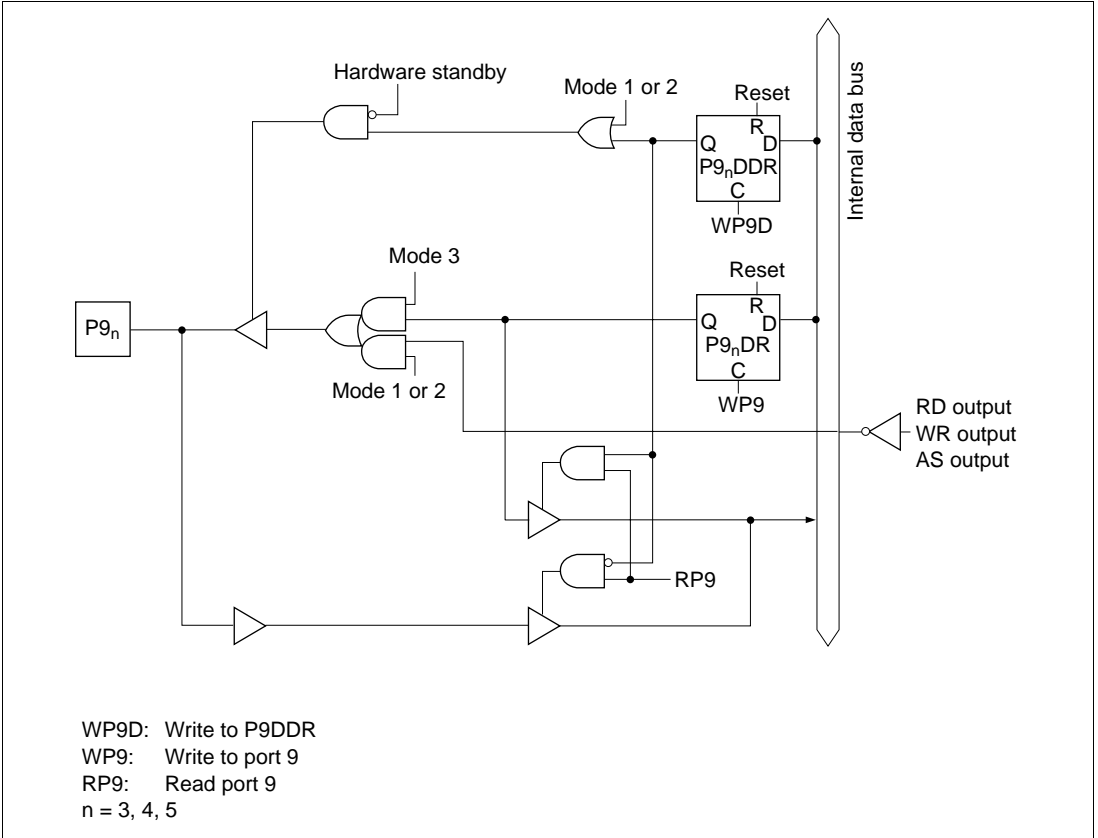 Hardware standby
Mode 1 or 2
Reset
R
Q
D
P9nDDR
C
WP9D
Internal data bus
Mode 3
Reset
R
Q
D
P9nDR
C
WP9
P9n
Mode 1 or 2
RD output
WR output
AS output
RP9
WP9D: Write to P9DDR
WP9: Write to port 9
RP9: Read port 9
n = 3, 4, 5